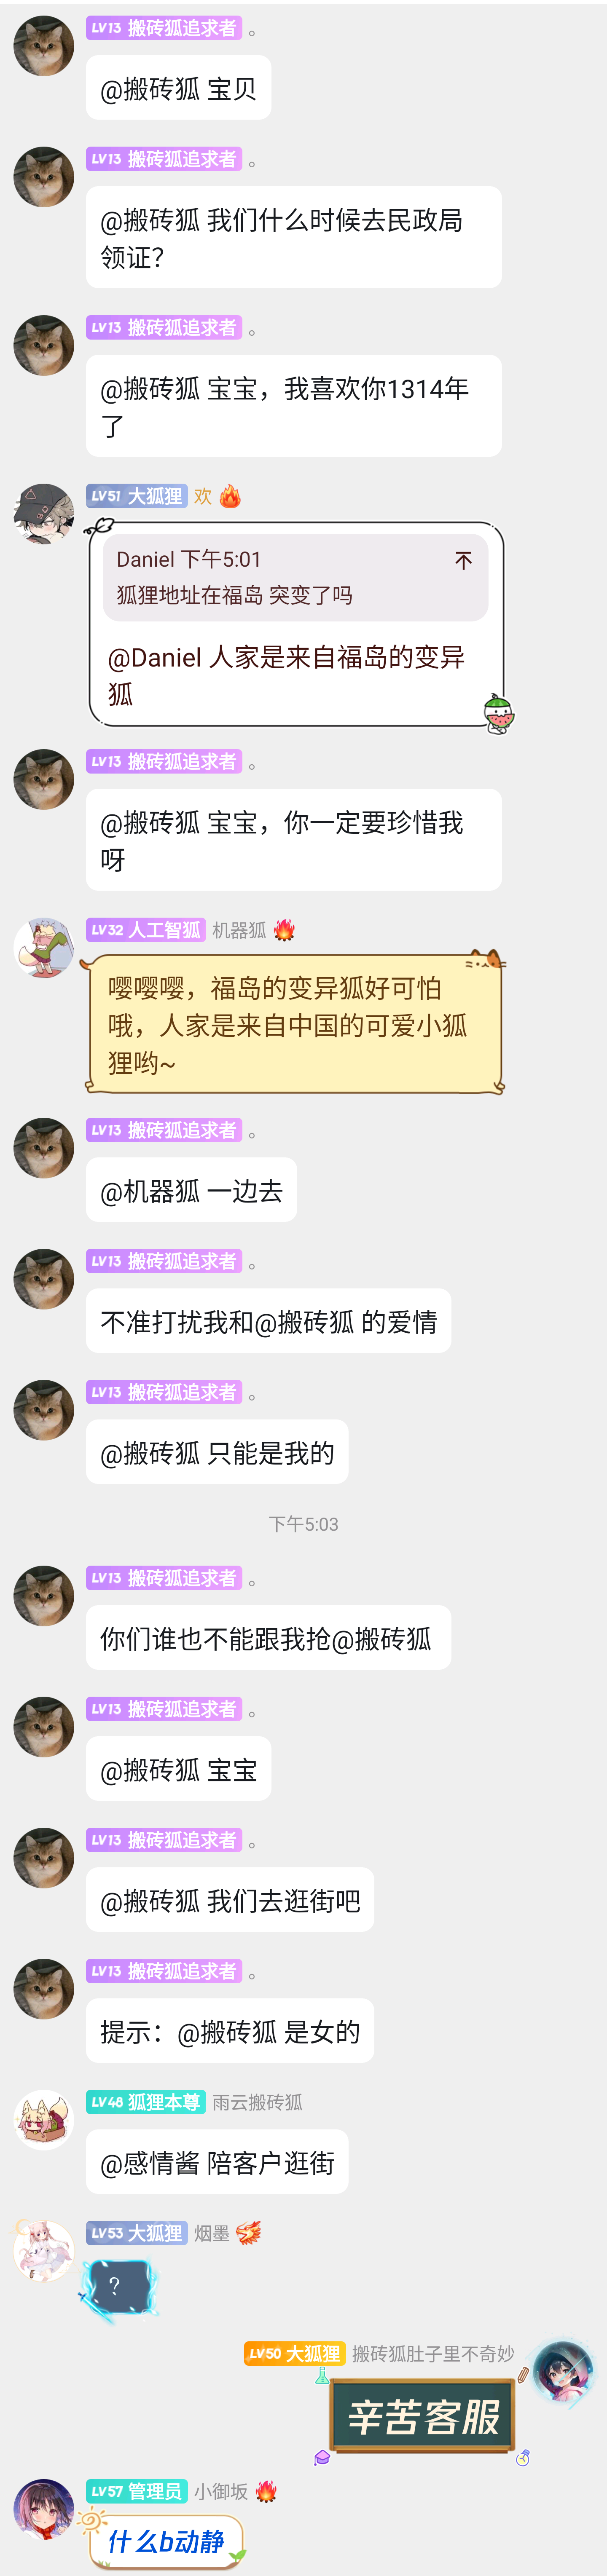 LV13 搬砖狐追求者 。
@搬砖狐 宝贝
LV13 搬砖狐追求者 。
@搬砖狐 我们什么时候去民政局
领证?
LV13 搬砖狐追求者 。
@搬砖狐 宝宝，我喜欢你1314年
了
LV51 大狐狸 欢
Daniel 下午5:01
狐狸地址在福岛 突变了吗
@Daniel 人家是来自福岛的变异
狐
LV13 搬砖狐追求者 。
@搬砖狐 宝宝，你一定要珍惜我
呀
LV32 人工智狐 机器狐
嘤嘤嘤，福岛的变异狐好可怕
哦，人家是来自中国的可爱小狐
狸哟~
LV13 搬砖狐追求者 。
@机器狐 一边去
LV13 搬砖狐追求者 。
不准打扰我和@搬砖狐 的爱情
LV13 搬砖狐追求者 。
@搬砖狐 只能是我的
下午5:03
LV13 搬砖狐追求者 。
你们谁也不能跟我抢@搬砖狐
LV13 搬砖狐追求者 。
@搬砖狐 宝宝
LV13 搬砖狐追求者 。
@搬砖狐 我们去逛街吧
LV13 搬砖狐追求者 。
提示：@搬砖狐 是女的
LV48 狐狸本尊 雨云搬砖狐
@感情酱 陪客户逛街
LV53 大狐狸 烟墨
?
LV50 大狐狸 搬砖狐肚子里不奇妙
辛苦客服
LV57 管理员 小御坂
什么b动静